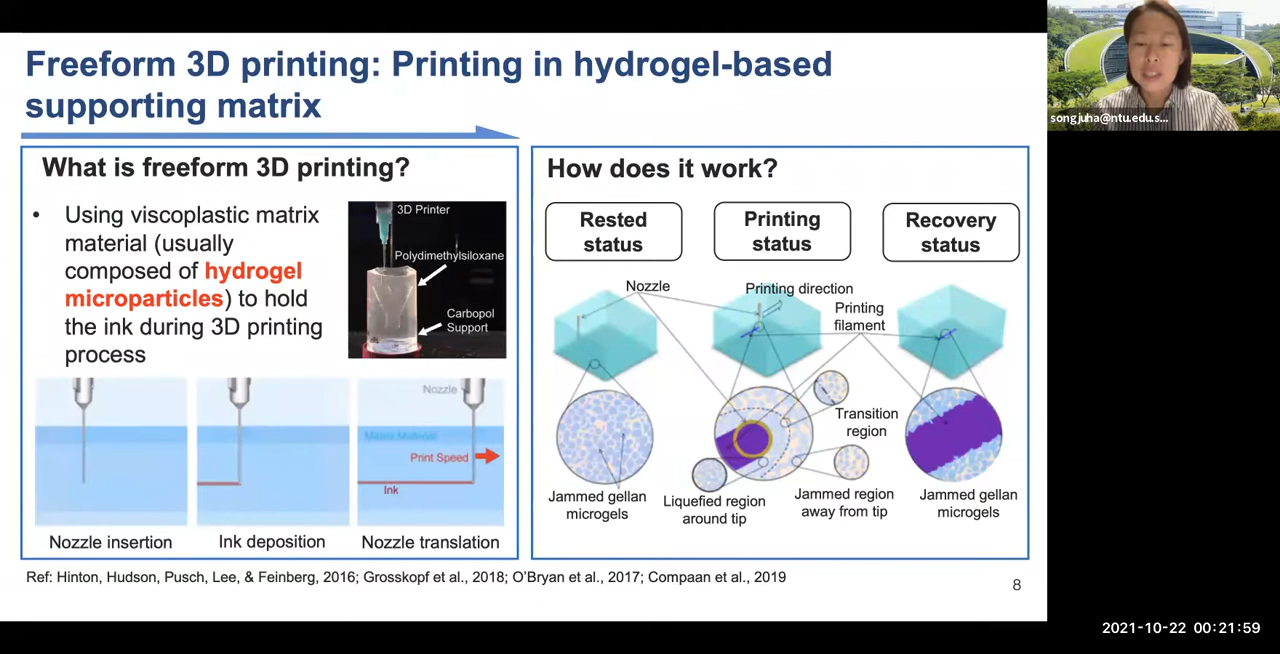 Freeform 3D printing: Printing in hydrogel-based
supporting matrix
songjuha@ntu.edu.s...
What is freeform 3D printing?
• Using viscoplastic matrix
material (usually
composed of hydrogel
microparticles) to hold
the ink during 3D printing
process
3D Printer
Polydimethylsiloxane
Carbopol
Support
Nozzle
Matrix Material
Print Speed
Ink
Nozzle insertion
Ink deposition
Nozzle translation
How does it work?
Rested
status
Printing
status
Recovery
status
Nozzle
Printing direction
Printing
filament
Transition
region
Jammed gellan
microgels
Liquefied region
around tip
Jammed region
away from tip
Jammed gellan
microgels
Ref: Hinton, Hudson, Pusch, Lee, & Feinberg, 2016; Grosskopf et al., 2018; O’Bryan et al., 2017; Compaan et al., 2019
8
2021-10-22 00:21:59